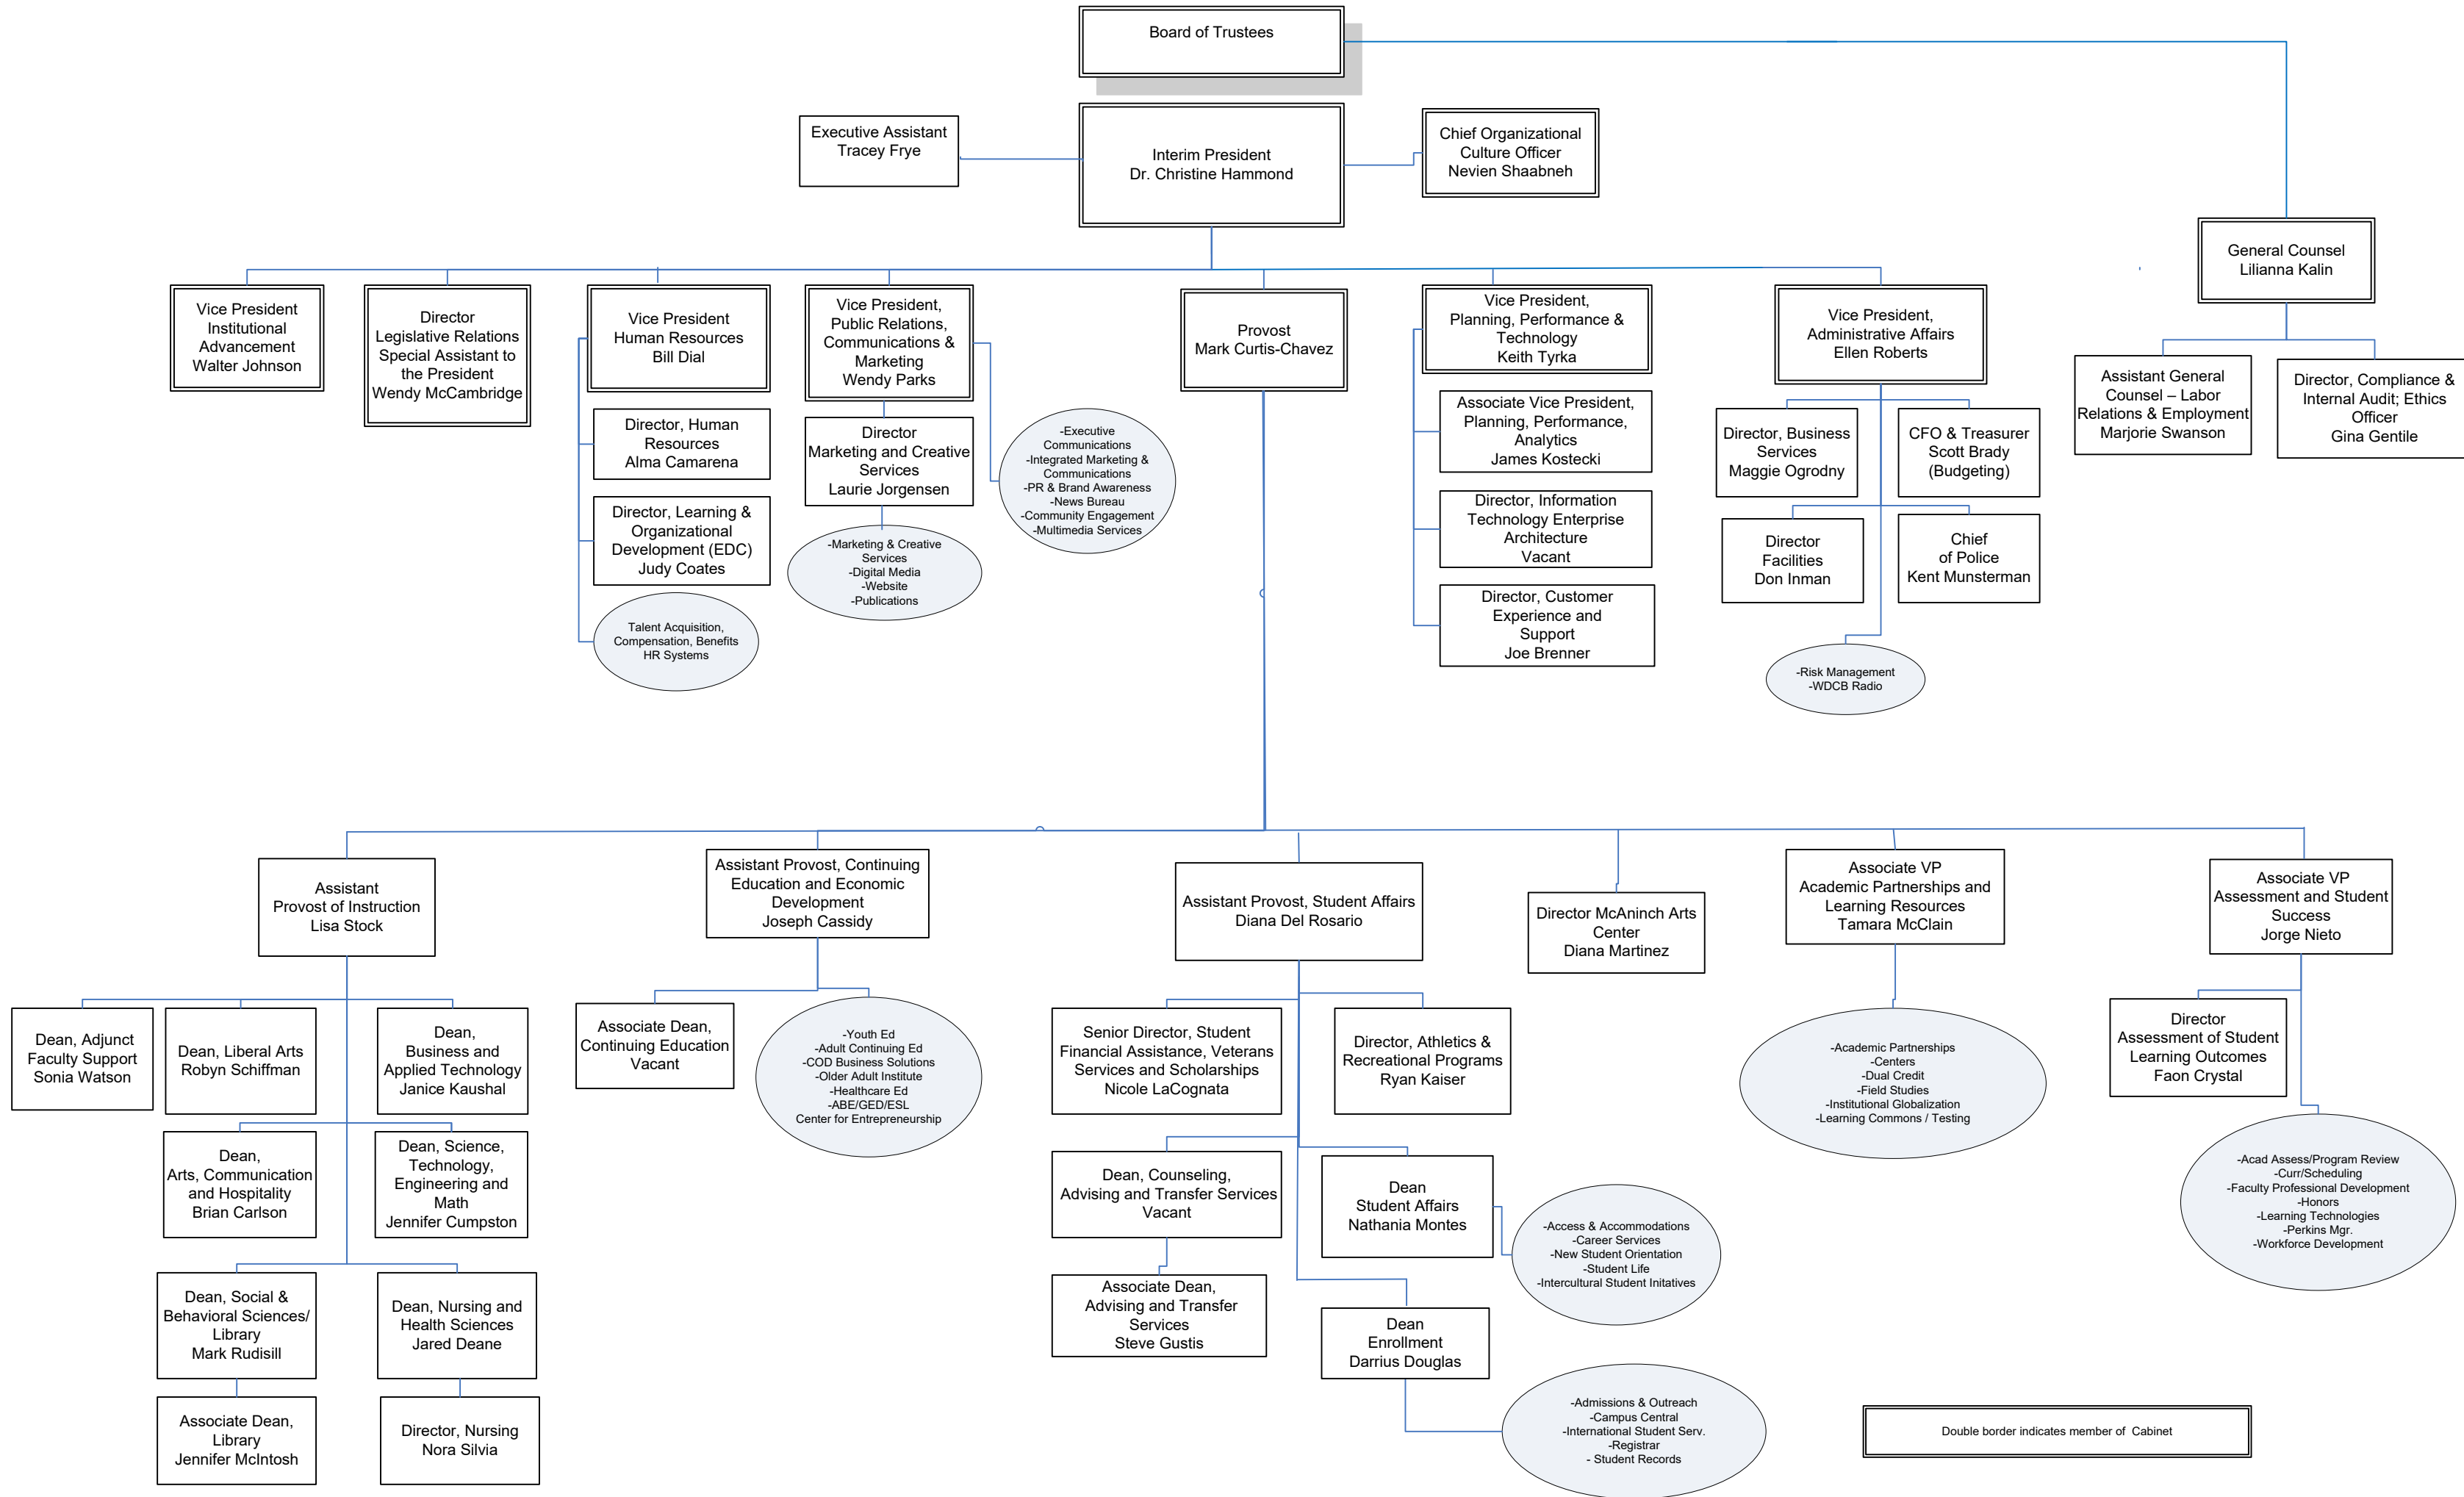 Board of Trustees
Executive Assistant
Tracey Frye
Interim President
Dr. Christine Hammond
Chief Organizational
Culture Officer
Nevien Shaabneh
General Counsel
Lilianna Kalin
Vice President
Institutional
Advancement
Walter Johnson
Director
Legislative Relations
Special Assistant to
the President
Wendy McCambridge
Vice President
Human Resources
Bill Dial
Vice President,
Public Relations,
Communications &
Marketing
Wendy Parks
Provost
Mark Curtis-Chavez
Vice President,
Planning, Performance &
Technology
Keith Tyrka
Vice President,
Administrative Affairs
Ellen Roberts
Assistant General
Counsel – Labor
Relations & Employment
Marjorie Swanson
Director, Compliance &
Internal Audit; Ethics
Officer
Gina Gentile
Director, Human
Resources
Alma Camarena
Director, Learning &
Organizational
Development (EDC)
Judy Coates
Talent Acquisition,
Compensation, Benefits
HR Systems
Director
Marketing and Creative
Services
Laurie Jorgensen
-Marketing & Creative
Services
-Digital Media
-Website
-Publications
-Executive
Communications
-Integrated Marketing &
Communications
-PR & Brand Awareness
-News Bureau
-Community Engagement
-Multimedia Services
Associate Vice President,
Planning, Performance,
Analytics
James Kostecki
Director, Information
Technology Enterprise
Architecture
Vacant
Director, Customer
Experience and
Support
Joe Brenner
Director, Business
Services
Maggie Ogrodny
CFO & Treasurer
Scott Brady
(Budgeting)
Director
Facilities
Don Inman
Chief
of Police
Kent Munsterman
-Risk Management
-WDCB Radio
Assistant
Provost of Instruction
Lisa Stock
Assistant Provost, Continuing
Education and Economic
Development
Joseph Cassidy
Assistant Provost, Student Affairs
Diana Del Rosario
Director McAninch Arts
Center
Diana Martinez
Associate VP
Academic Partnerships and
Learning Resources
Tamara McClain
Associate VP
Assessment and Student
Success
Jorge Nieto
Dean, Adjunct
Faculty Support
Sonia Watson
Dean, Liberal Arts
Robyn Schiffman
Dean,
Business and
Applied Technology
Janice Kaushal
Dean,
Arts, Communication
and Hospitality
Brian Carlson
Dean, Science,
Technology,
Engineering and
Math
Jennifer Cumpston
Dean, Social &
Behavioral Sciences/
Library
Mark Rudisill
Dean, Nursing and
Health Sciences
Jared Deane
Associate Dean,
Library
Jennifer McIntosh
Director, Nursing
Nora Silvia
Associate Dean,
Continuing Education
Vacant
-Youth Ed
-Adult Continuing Ed
-COD Business Solutions
-Older Adult Institute
-Healthcare Ed
-ABE/GED/ESL
Center for Entrepreneurship
Senior Director, Student
Financial Assistance, Veterans
Services and Scholarships
Nicole LaCognata
Director, Athletics &
Recreational Programs
Ryan Kaiser
Dean, Counseling,
Advising and Transfer Services
Vacant
Dean
Student Affairs
Nathania Montes
-Access & Accommodations
-Career Services
-New Student Orientation
-Student Life
-Intercultural Student Initatives
Associate Dean,
Advising and Transfer
Services
Steve Gustis
Dean
Enrollment
Darrius Douglas
-Admissions & Outreach
-Campus Central
-International Student Serv.
-Registrar
- Student Records
-Academic Partnerships
-Centers
-Dual Credit
-Field Studies
-Institutional Globalization
-Learning Commons / Testing
Director
Assessment of Student
Learning Outcomes
Faon Crystal
-Acad Assess/Program Review
-Curr/Scheduling
-Faculty Professional Development
-Honors
-Learning Technologies
-Perkins Mgr.
-Workforce Development
Double border indicates member of Cabinet